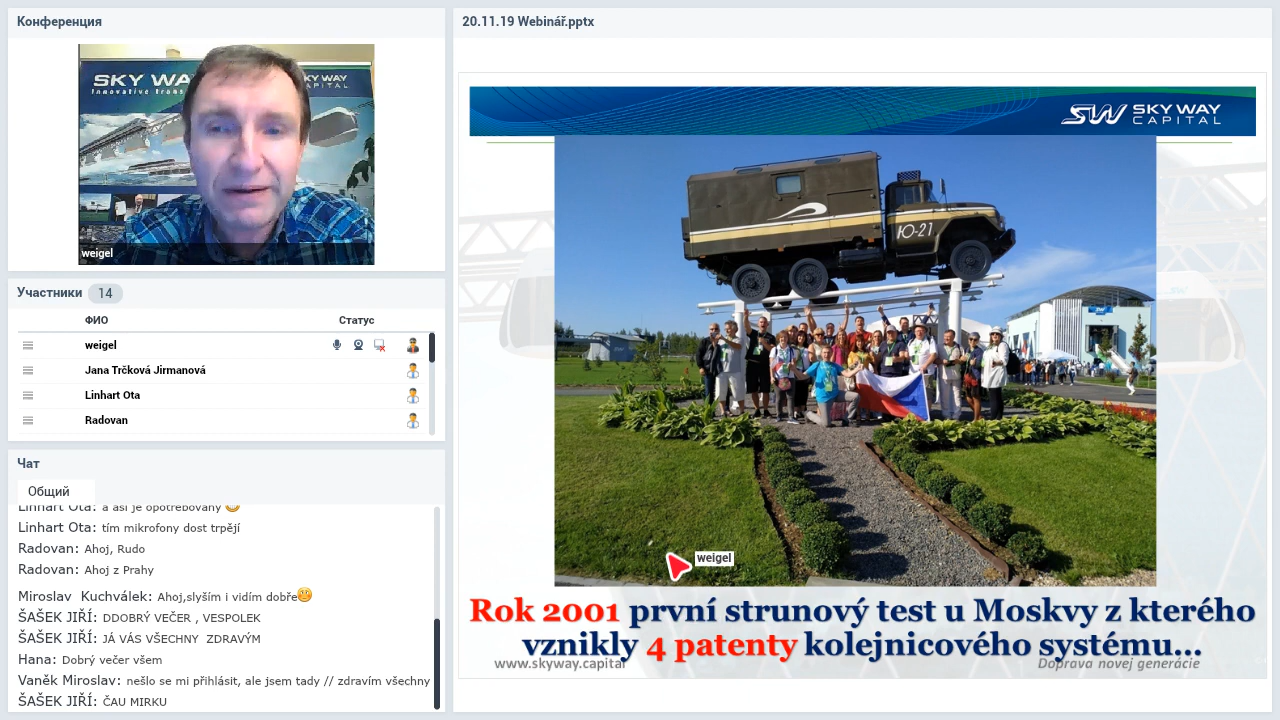 Конференция
SKY WA
Innovative trans
KY WAY
CAPITAL
weigel
Участники 14
ФИО Статус
weigel
Jana Trčková Jirmanová
Linhart Ota
Radovan
Чат
Общий
Linhart Ota: a asi je opotřebovaný
Linhart Ota: tím mikrofony dost trpějí
Radovan: Ahoj, Rudo
Radovan: Ahoj z Prahy
Miroslav Kuchválek: Ahoj,slyším i vidím dobře
ŠAŠEK JIŘÍ: DDOBRÝ VEČER , VESPOLEK
ŠAŠEK JIŘÍ: JÁ VÁS VŠECHNY ZDRAVÝM
Hana: Dobrý večer všem
Vaněk Miroslav: nešlo se mi přihlásit, ale jsem tady // zdravím všechny
ŠAŠEK JIŘÍ: ČAU MIRKU
20.11.19 Webinář.pptx
SW SKY WAY
CAPITAL
Ю-21
weigel
Rok 2001 první strunový test u Moskvy z kterého
vznikly 4 patenty kolejnicového systému...
www.skyway.capital
Doprava novej generácie